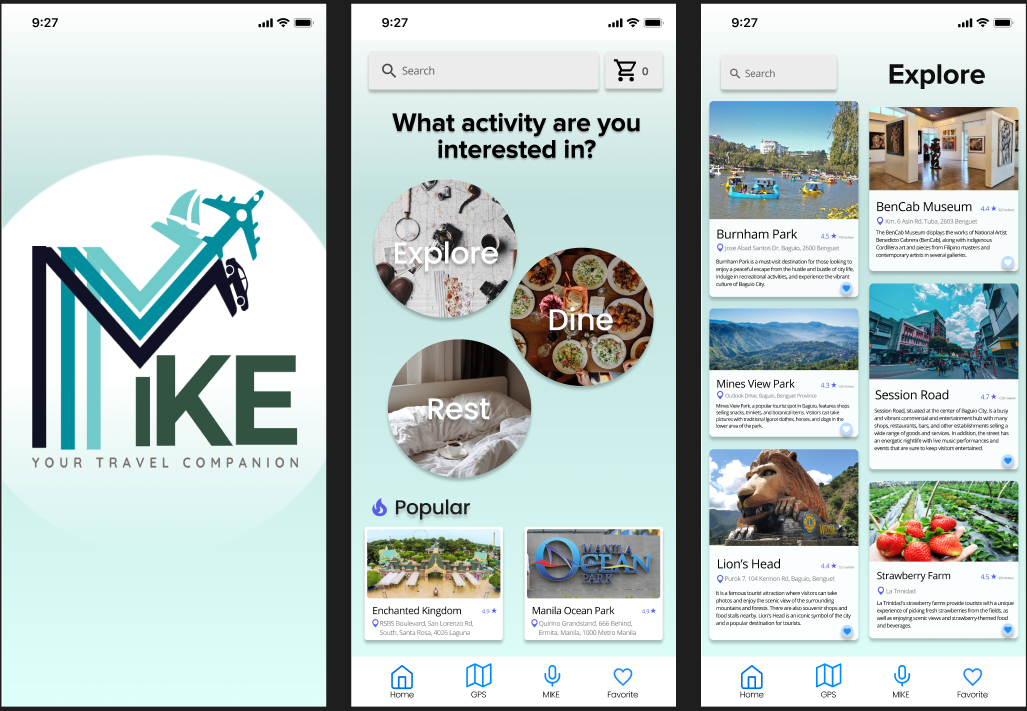 9:27
MiKE
YOUR TRAVEL COMPANION
9:27
Search
0
What activity are you
interested in?
Explore
Dine
Rest
Popular
Enchanted Kingdom 4.9 ★
RSBS Boulevard, San Lorenzo Rd,
South, Santa Rosa, 4026 Laguna
MANILA
OCEAN
PARK
Manila Ocean Park 4.9 ★
Quirino Grandstand, 666 Behind,
Ermita, Manila, 1000 Metro Manila
Home
GPS
MIKE
Favorite
9:27
Search
Explore
Burnham Park 4.5 ★
Jose Abad Santos Dr, Baguio, 2600 Benguet
Burnham Park is a must-visit destination for those looking to
enjoy a peaceful escape from the hustle and bustle of city life,
indulge in recreational activities, and experience the vibrant
culture of Baguio City.
BenCab Museum 4.4 ★
Km. 6 Asin Rd, Tuba, 2603 Benguet
The BenCab Museum displays the works of National Artist
Benedicto Cabrera (BenCab), along with indigenous
Cordillera art and pieces from Filipino masters and
contemporary artists in several galleries.
Mines View Park 4.3 ★
Outlook Drive, Baguio, Benguet Province
Mines View Park, a popular tourist spot in Baguio, features shops
selling snacks, trinkets, and botanical items. Visitors can take
pictures with traditional Igorot clothes, horses, and dogs in the
lower area of the park.
Session Road 4.7 ★
Session Road, situated at the center of Baguio City, is a busy
and vibrant commercial and entertainment hub with many
shops, restaurants, bars, and other establishments selling a
wide range of goods and services. In addition, the street has
an energetic nightlife with live music performances and
events that are sure to keep visitors entertained.
Lion's Head 4.4 ★
Purok 7, 104 Kennon Rd, Baguio, Benguet
It is a famous tourist attraction where visitors can take
photos and enjoy the scenic view of the surrounding
mountains and forests. There are also souvenir shops and
food stalls nearby. Lion's Head is an iconic symbol of the city
and a popular destination for tourists.
Strawberry Farm 4.5 ★
La Trinidad
La Trinidad's strawberry farms provide tourists with a unique
experience of picking fresh strawberries from the fields, as
well as enjoying scenic views and strawberry-themed food
and beverages.
Home
GPS
MIKE
Favorite